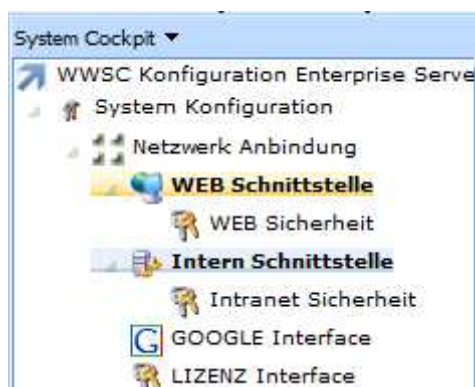 System Cockpit
WWSC Konfiguration Enterprise Serve
System Konfiguration
Netzwerk Anbindung
WEB Schnittstelle
WEB Sicherheit
Intern Schnittstelle
Intranet Sicherheit
G GOOGLE Interface
LIZENZ Interface